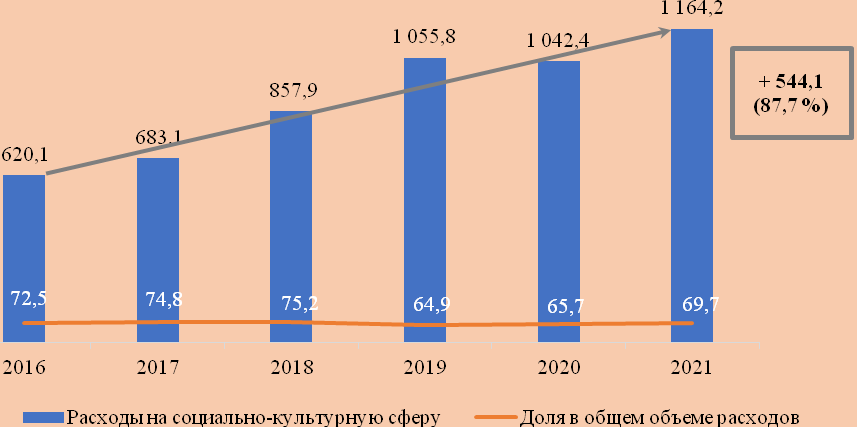 1 164,2
1 055,8
1 042,4
857,9
683,1
620,1
+ 544,1
(87,7 %)
72,5 74,8 75,2 64,9 65,7 69,7
2016 2017 2018 2019 2020 2021
Расходы на социально-культурную сферу Доля в общем объеме расходов